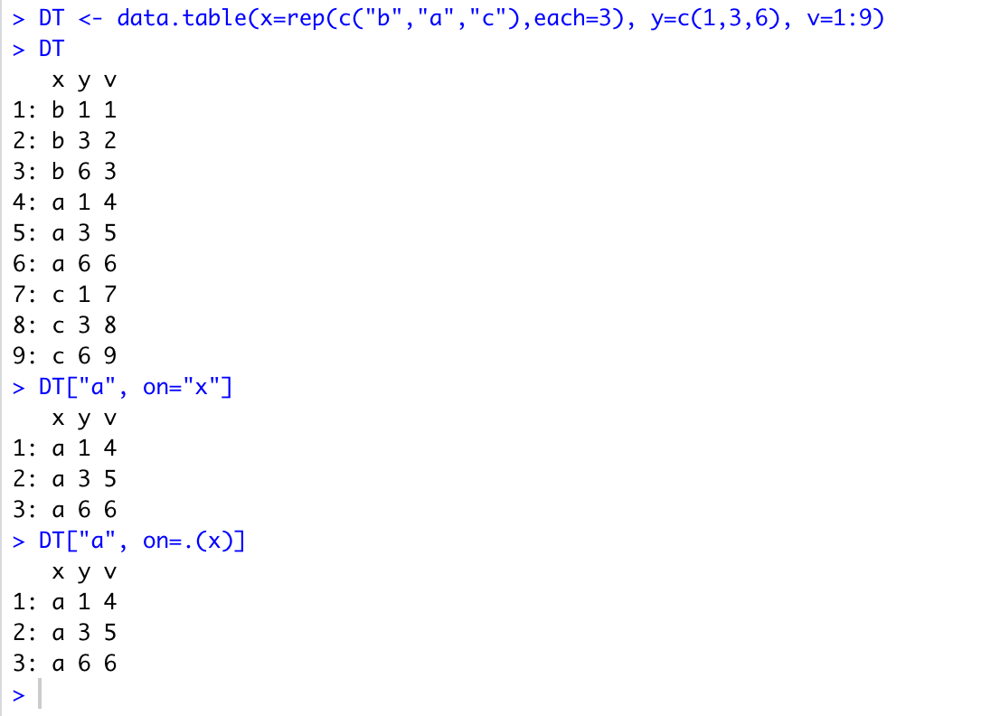 > DT <- data.table(x=rep(c("b","a","c"),each=3), y=c(1,3,6), v=1:9)
> DT
   x y v
1: b 1 1
2: b 3 2
3: b 6 3
4: a 1 4
5: a 3 5
6: a 6 6
7: c 1 7
8: c 3 8
9: c 6 9
> DT["a", on="x"]
   x y v
1: a 1 4
2: a 3 5
3: a 6 6
> DT["a", on=.(x)]
   x y v
1: a 1 4
2: a 3 5
3: a 6 6
>